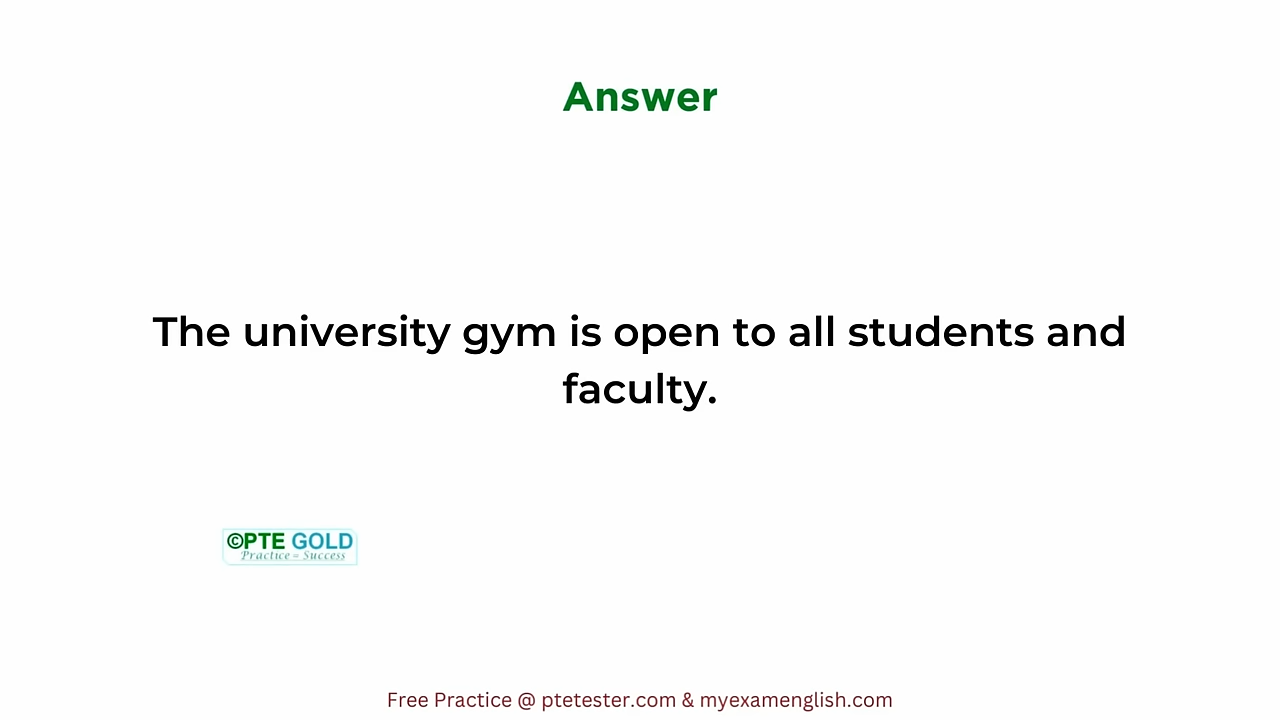 Answer
The university gym is open to all students and
faculty.
©PTE GOLD
Practice = Success
Free Practice @ ptetester.com & myexamenglish.com